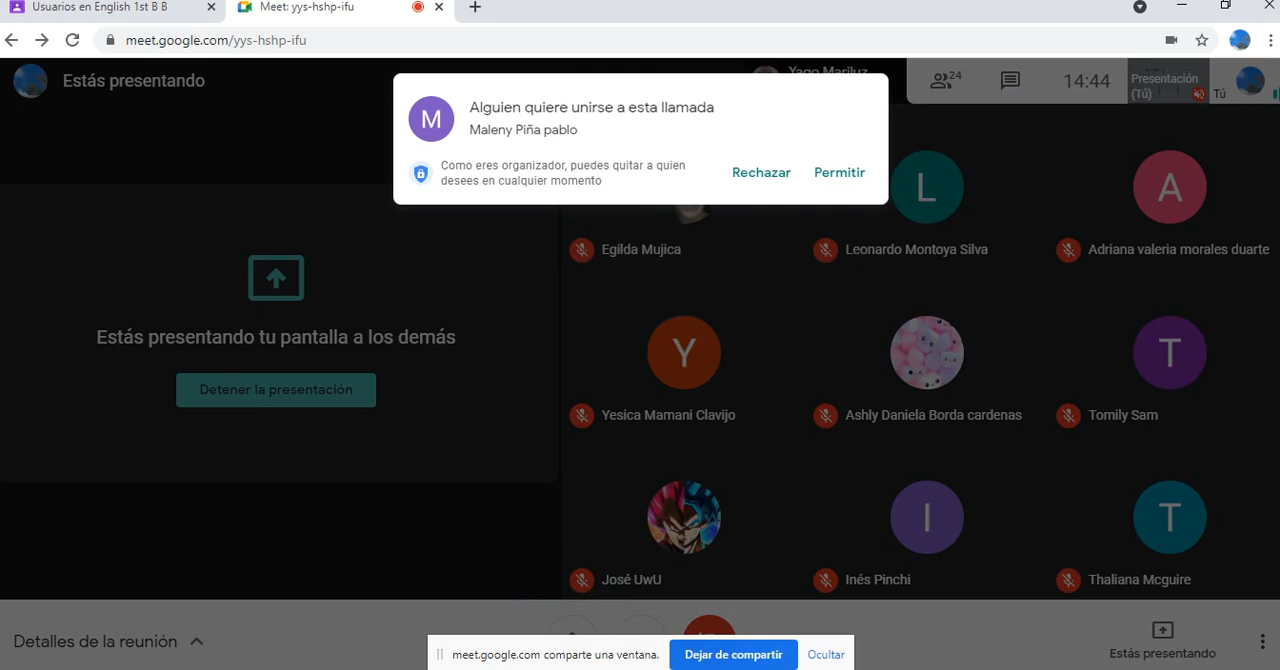 Usuarios en English 1st B B
Meet: yys-hshp-ifu
meet.google.com/yys-hshp-ifu
Estás presentando
Yago Mariluz
24
14:44
Presentación
(Tú)
Tú
M
Alguien quiere unirse a esta llamada
Maleny Piña pablo
Como eres organizador, puedes quitar a quien
desees en cualquier momento
Rechazar
Permitir
L
A
Egilda Mujica
Leonardo Montoya Silva
Adriana valeria morales duarte
Estás presentando tu pantalla a los demás
Detener la presentación
Y
T
Yesica Mamani Clavijo
Ashly Daniela Borda cardenas
Tomily Sam
I
T
José UwU
Inés Pinchi
Thaliana Mcguire
Detalles de la reunión
meet.google.com comparte una ventana.
Dejar de compartir
Ocultar
Estás presentando